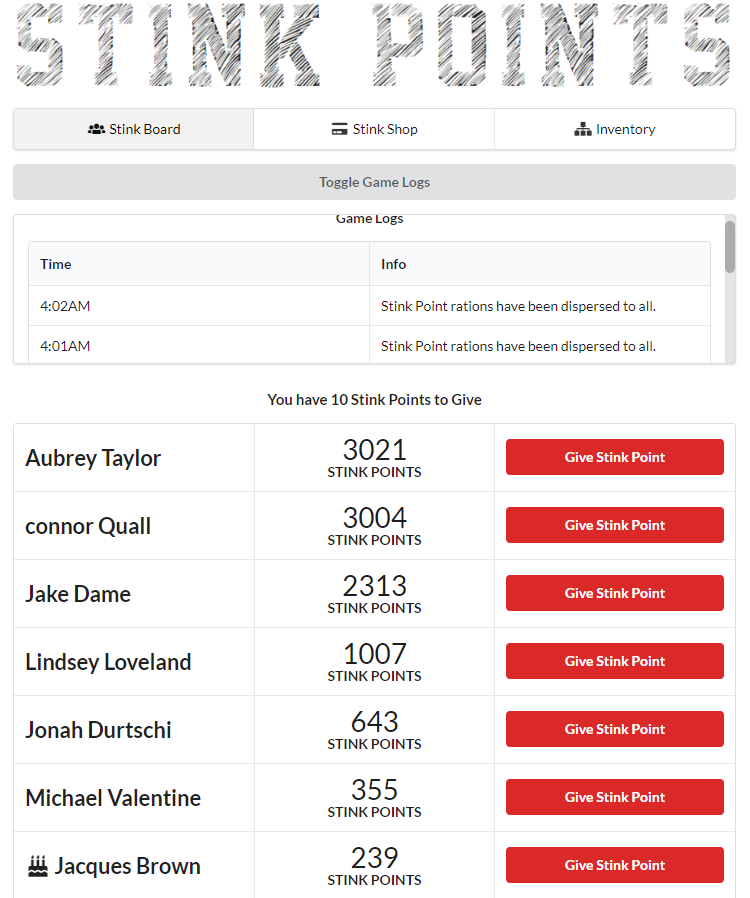 STINK POINTS
Stink Board Stink Shop Inventory
Toggle Game Logs
Game Logs
Time Info
4:02AM Stink Point rations have been dispersed to all.
4:01AM Stink Point rations have been dispersed to all.
You have 10 Stink Points to Give
Aubrey Taylor 3021 Give Stink Point
STINK POINTS
connor Quall 3004 Give Stink Point
STINK POINTS
Jake Dame 2313 Give Stink Point
STINK POINTS
Lindsey Loveland 1007 Give Stink Point
STINK POINTS
Jonah Durtschi 643 Give Stink Point
STINK POINTS
Michael Valentine 355 Give Stink Point
STINK POINTS
Jacques Brown 239 Give Stink Point
STINK POINTS